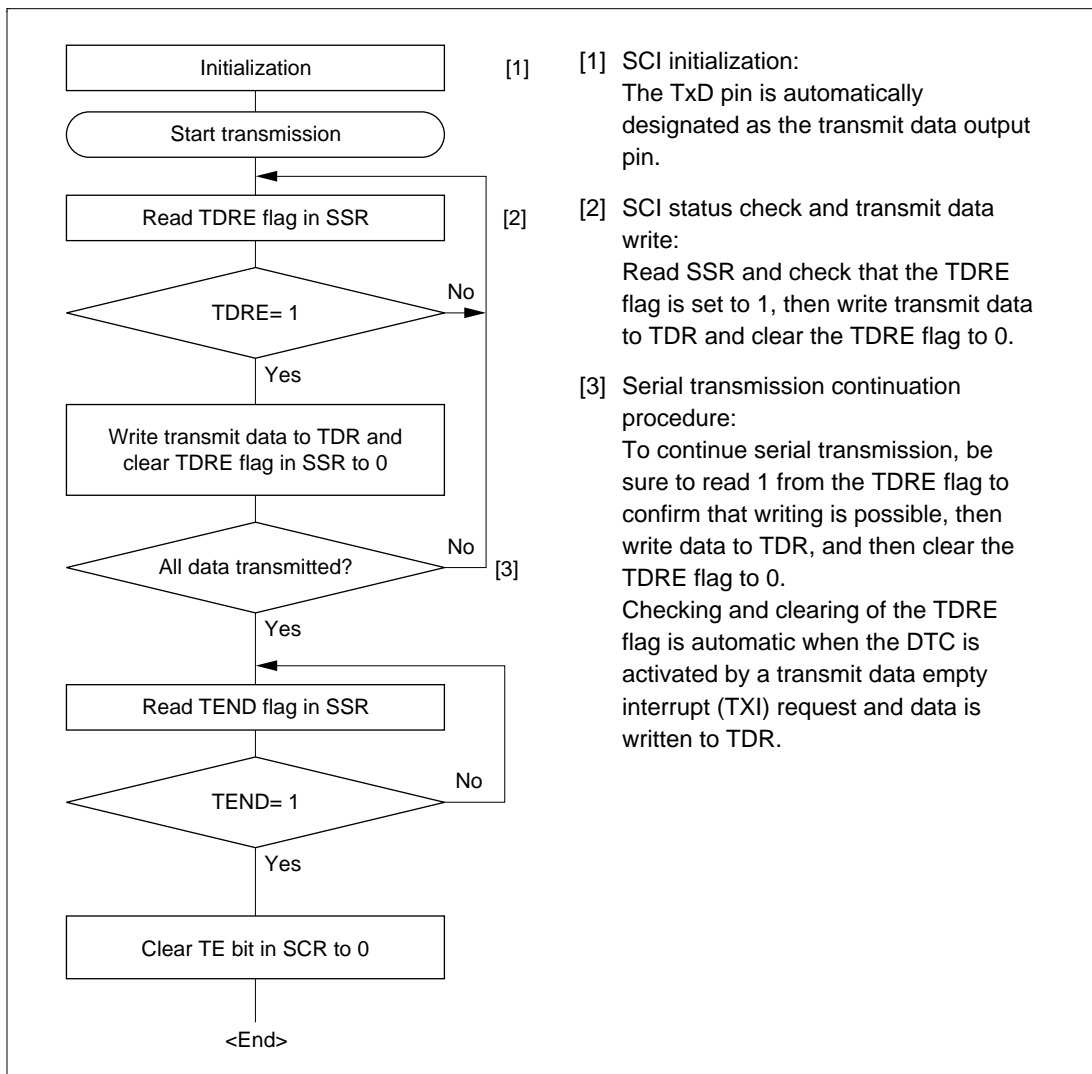 Initialization
[1]
Start transmission
Read TDRE flag in SSR
[2]
TDRE= 1
No
Yes
Write transmit data to TDR and
clear TDRE flag in SSR to 0
All data transmitted?
No
[3]
Yes
Read TEND flag in SSR
TEND= 1
No
Yes
Clear TE bit in SCR to 0
<End>
[1] SCI initialization:
The TxD pin is automatically
designated as the transmit data output
pin.
[2] SCI status check and transmit data
write:
Read SSR and check that the TDRE
flag is set to 1, then write transmit data
to TDR and clear the TDRE flag to 0.
[3] Serial transmission continuation
procedure:
To continue serial transmission, be
sure to read 1 from the TDRE flag to
confirm that writing is possible, then
write data to TDR, and then clear the
TDRE flag to 0.
Checking and clearing of the TDRE
flag is automatic when the DTC is
activated by a transmit data empty
interrupt (TXI) request and data is
written to TDR.